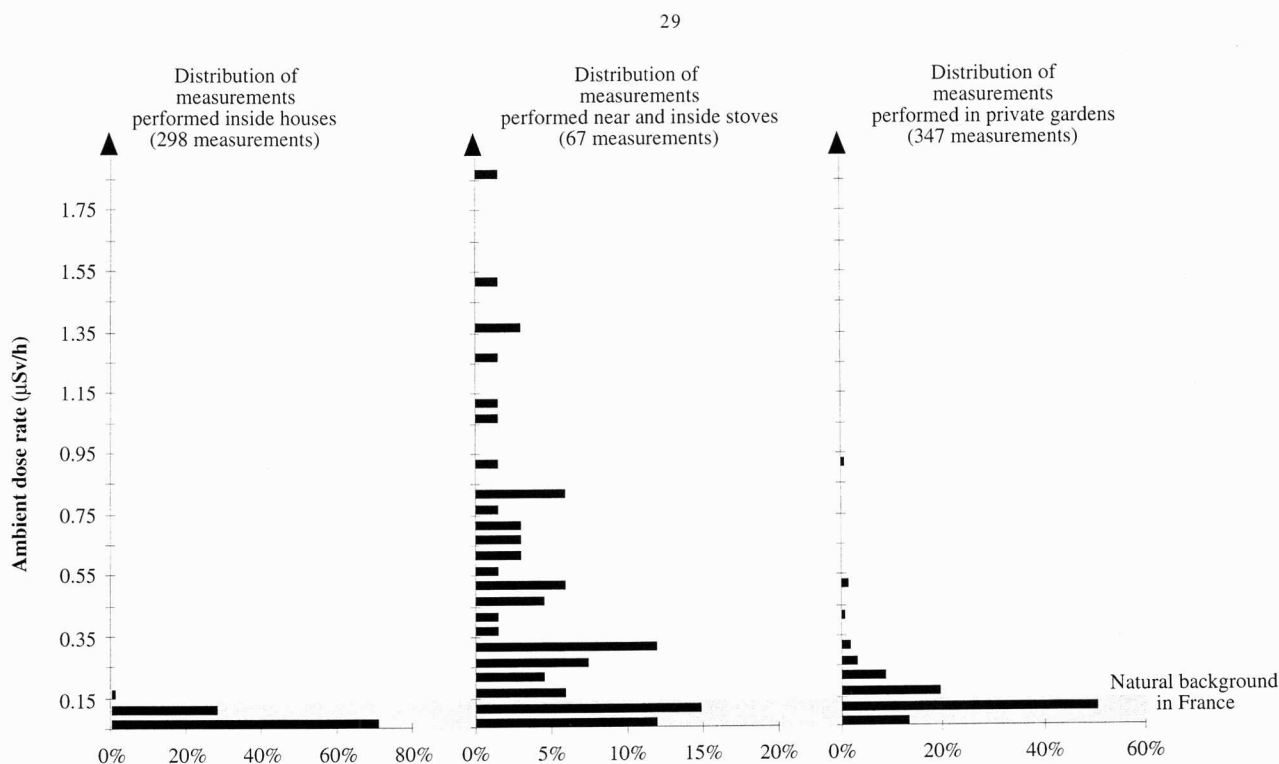 29
Distribution of
measurements
performed inside houses
(298 measurements)
Distribution of
measurements
performed near and inside stoves
(67 measurements)
Distribution of
measurements
performed in private gardens
(347 measurements)
Ambient dose rate (µSv/h)
1.75
1.55
1.35
1.15
0.95
0.75
0.55
0.35
0.15
Natural background
in France
0% 20% 40% 60% 80%
0% 5% 10% 15% 20%
0% 20% 40% 60%